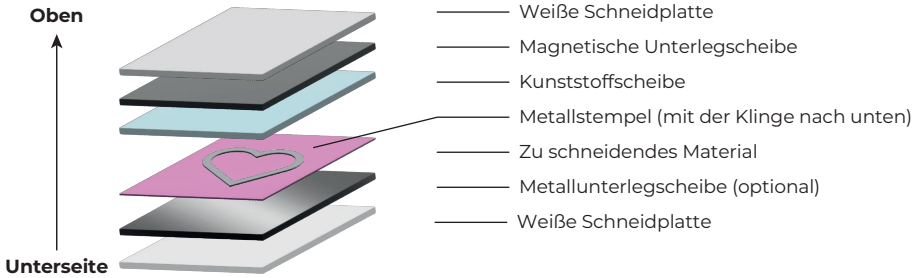 Oben
Weiße Schneidplatte
Magnetische Unterlegscheibe
Kunststoffscheibe
Metallstempel (mit der Klinge nach unten)
Zu schneidendes Material
Metallunterlegscheibe (optional)
Weiße Schneidplatte
Unterseite